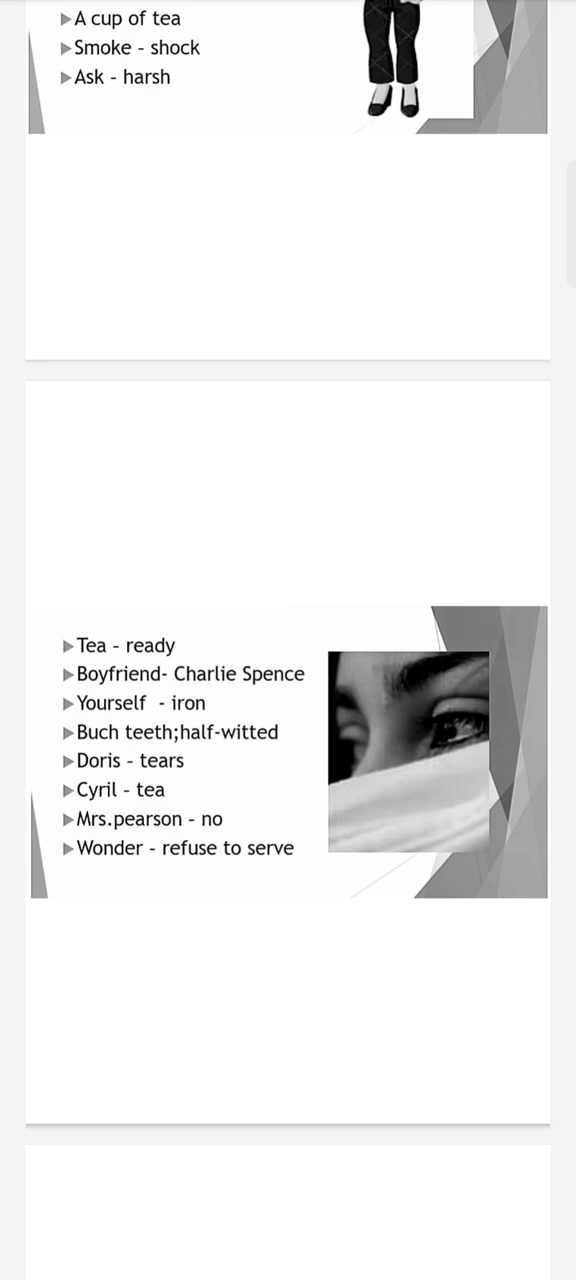 A cup of tea
Smoke - shock
Ask - harsh
Tea - ready
Boyfriend- Charlie Spence
Yourself - iron
Buch teeth;half-witted
Doris - tears
Cyril - tea
Mrs.pearson - no
Wonder - refuse to serve